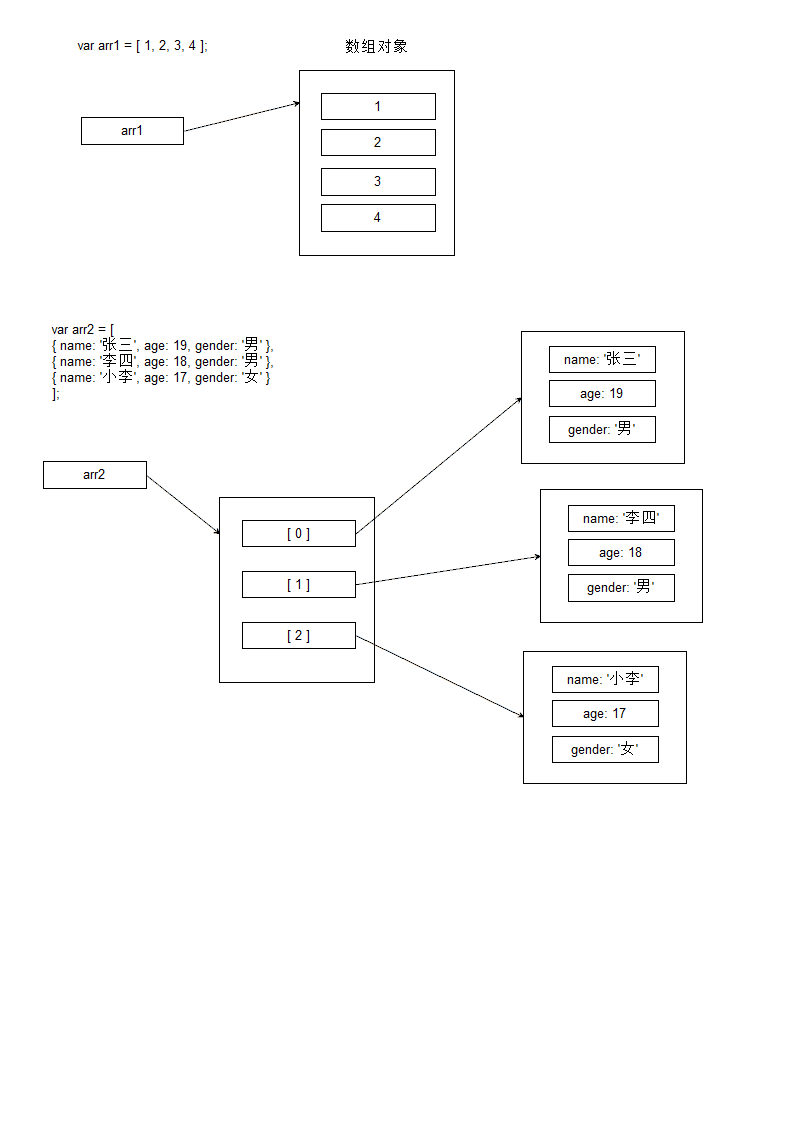 var arr1 = [ 1, 2, 3, 4 ];
数组对象
arr1
1
2
3
4
var arr2 = [
{ name: '张三', age: 19, gender: '男' },
{ name: '李四', age: 18, gender: '男' },
{ name: '小李', age: 17, gender: '女' }
];
arr2
[ 0 ]
[ 1 ]
[ 2 ]
name: '张三'
age: 19
gender: '男'
name: '李四'
age: 18
gender: '男'
name: '小李'
age: 17
gender: '女'